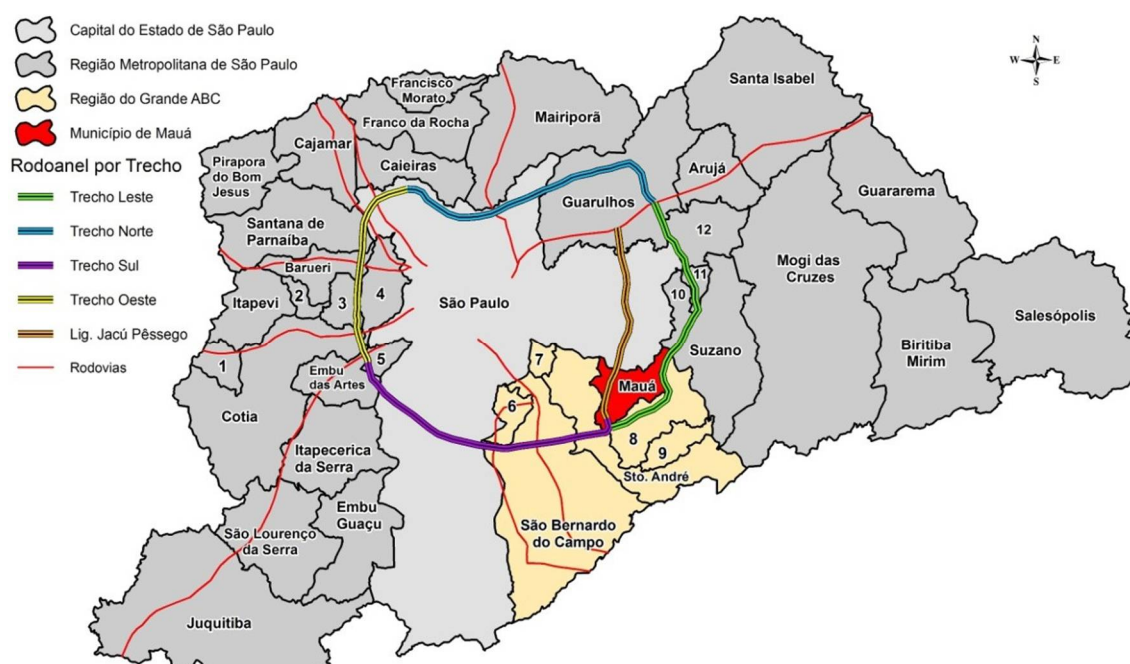 Capital do Estado de São Paulo
Região Metropolitana de São Paulo
Região do Grande ABC
Município de Mauá
Rodoanel por Trecho
Trecho Leste
Trecho Norte
Trecho Sul
Trecho Oeste
Lig. Jacú Pêssego
Rodovias
N
W
E
S
Francisco
Morato
Franco da Rocha
Mairiporã
Santa Isabel
Cajamar
Caieiras
Pirapora
do Bom
Jesus
Arujá
Guararema
Guarulhos
Santana de
Parnaíba
12
Barueri
Mogi das
Cruzes
Itapevi
2
3
4
São Paulo
10
11
Salesópolis
Suzano
Biritiba
Mirim
1
5
7
Embu
das Artes
Mauá
6
Cotia
8
9
Itapecerica
da Serra
Sto. André
Embu
Guaçu
São Bernardo
do Campo
São Lourenço
da Serra
Juquitiba